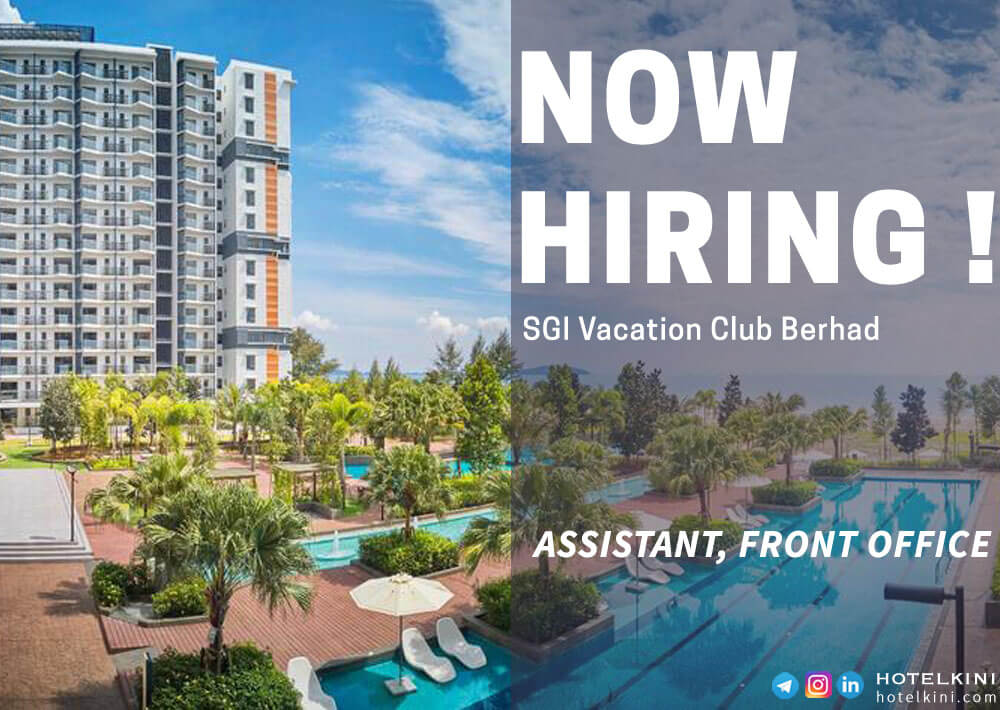 NOW
HIRING !
SGI Vacation Club Berhad
ASSISTANT, FRONT OFFICE
HOTELKINI
hotelkini.com